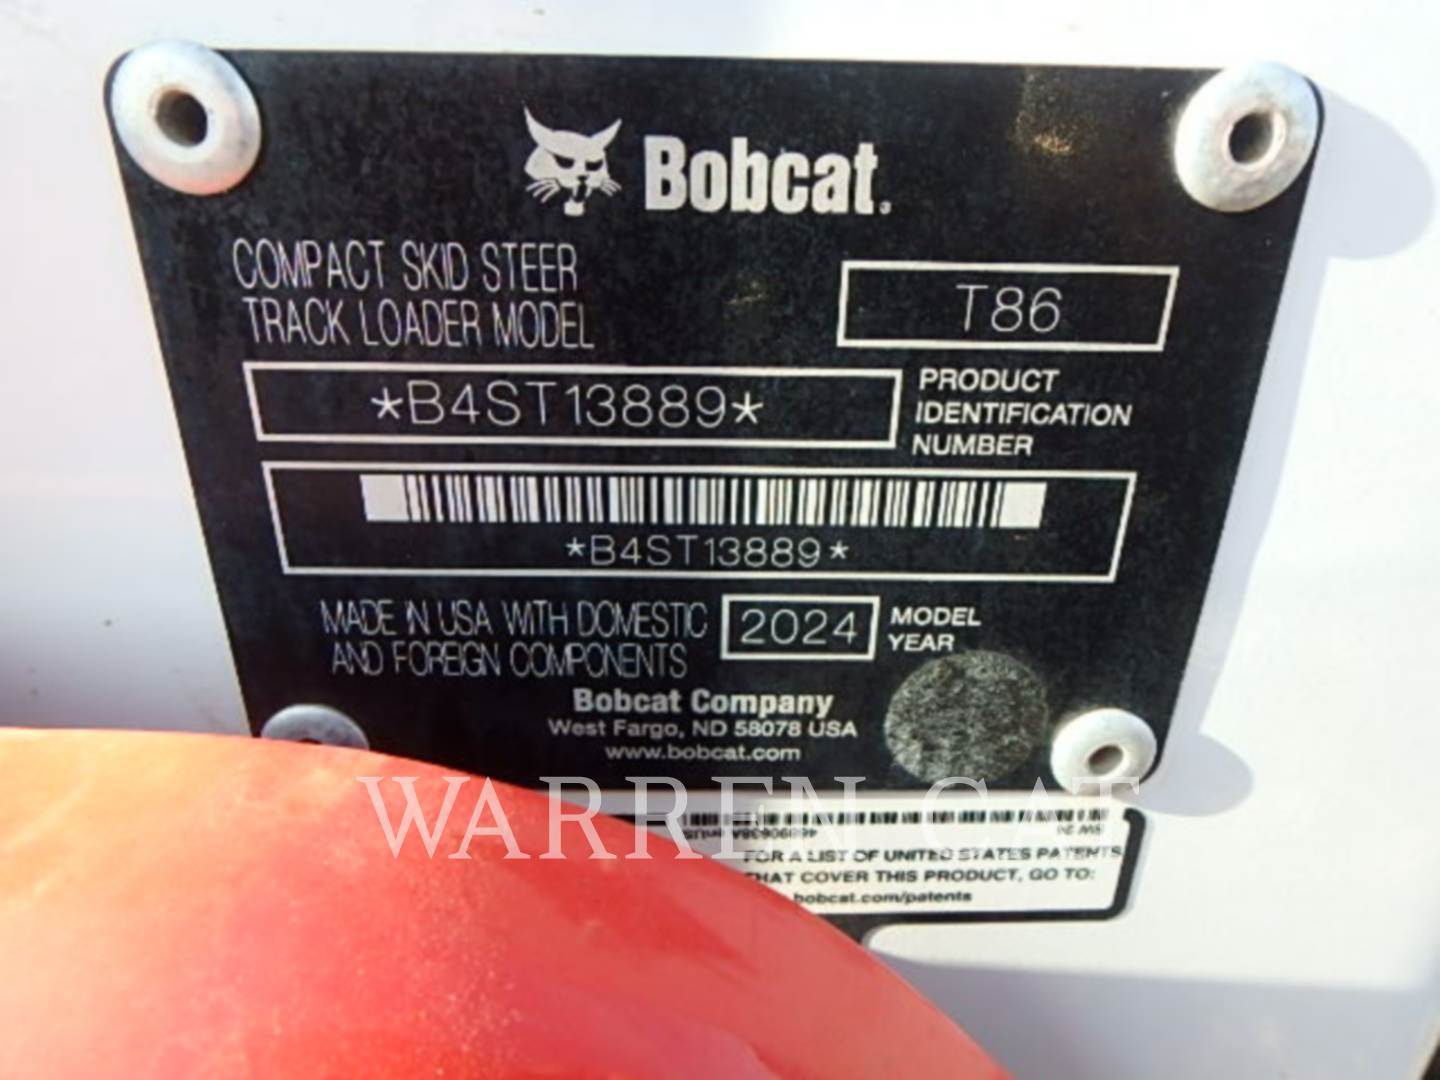 Bobcat.
COMPACT SKID STEER
TRACK LOADER MODEL
T86
*B4ST13889*
PRODUCT
IDENTIFICATION
NUMBER
*B4ST13889*
MADE IN USA WITH DOMESTIC
AND FOREIGN COMPONENTS
2024
MODEL
YEAR
Bobcat Company
West Fargo, ND 58078 USA
www.bobcat.com
WARREN CAT
FOR A LIST OF UNITED STATES PATENTS
THAT COVER THIS PRODUCT, GO TO:
bobcat.com/patents